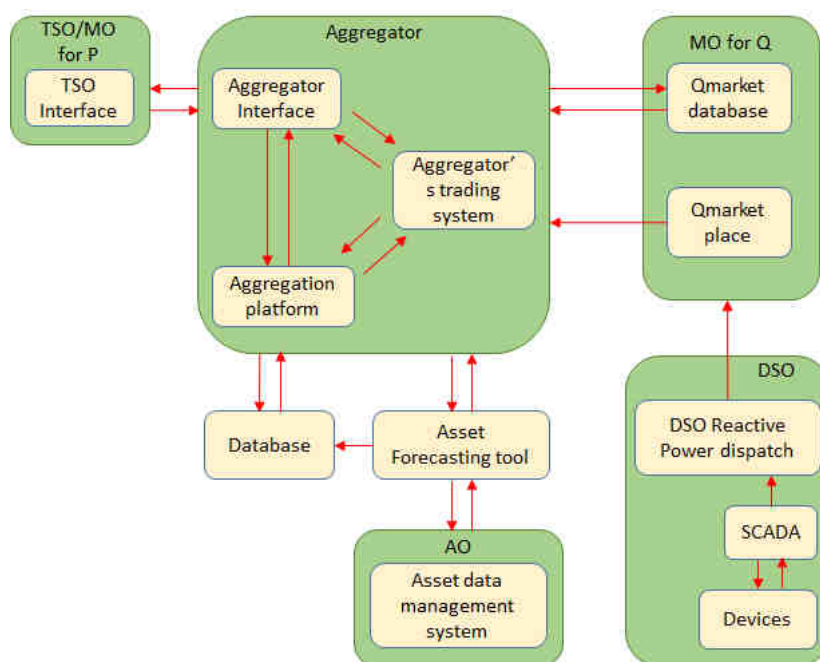 TSO/MO
for P
TSO
Interface
Aggregator
Aggregator
Interface
Aggregator'
s trading
system
Aggregation
platform
MO for Q
Qmarket
database
Qmarket
place
Database
Asset
Forecasting tool
AO
Asset data
management
system
DSO
DSO Reactive
Power dispatch
SCADA
Devices